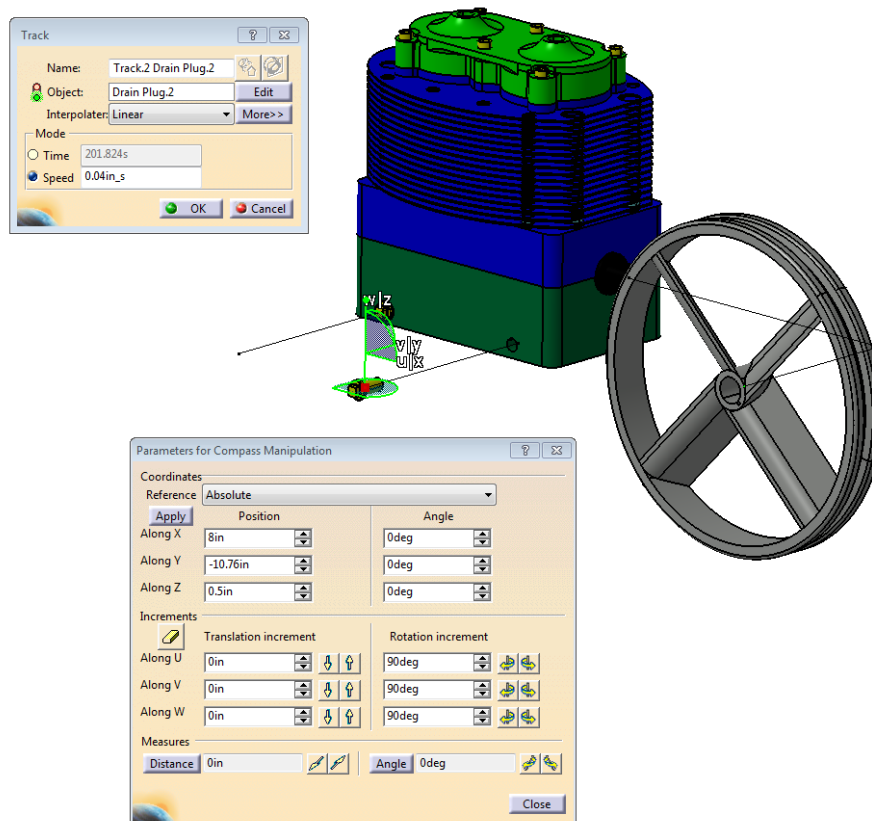 Track
Name: Track.2 Drain Plug.2
Object: Drain Plug.2 Edit
Interpolater: Linear More>>
Mode
Time 201.824s
Speed 0.04in_s
OK Cancel
w|z
v|y
u|x
Parameters for Compass Manipulation
Coordinates
Reference Absolute
Apply Position Angle
Along X 8in 0deg
Along Y -10.76in 0deg
Along Z 0.5in 0deg
Increments
Translation increment Rotation increment
Along U 0in 90deg
Along V 0in 90deg
Along W 0in 90deg
Measures
Distance 0in Angle 0deg
Close